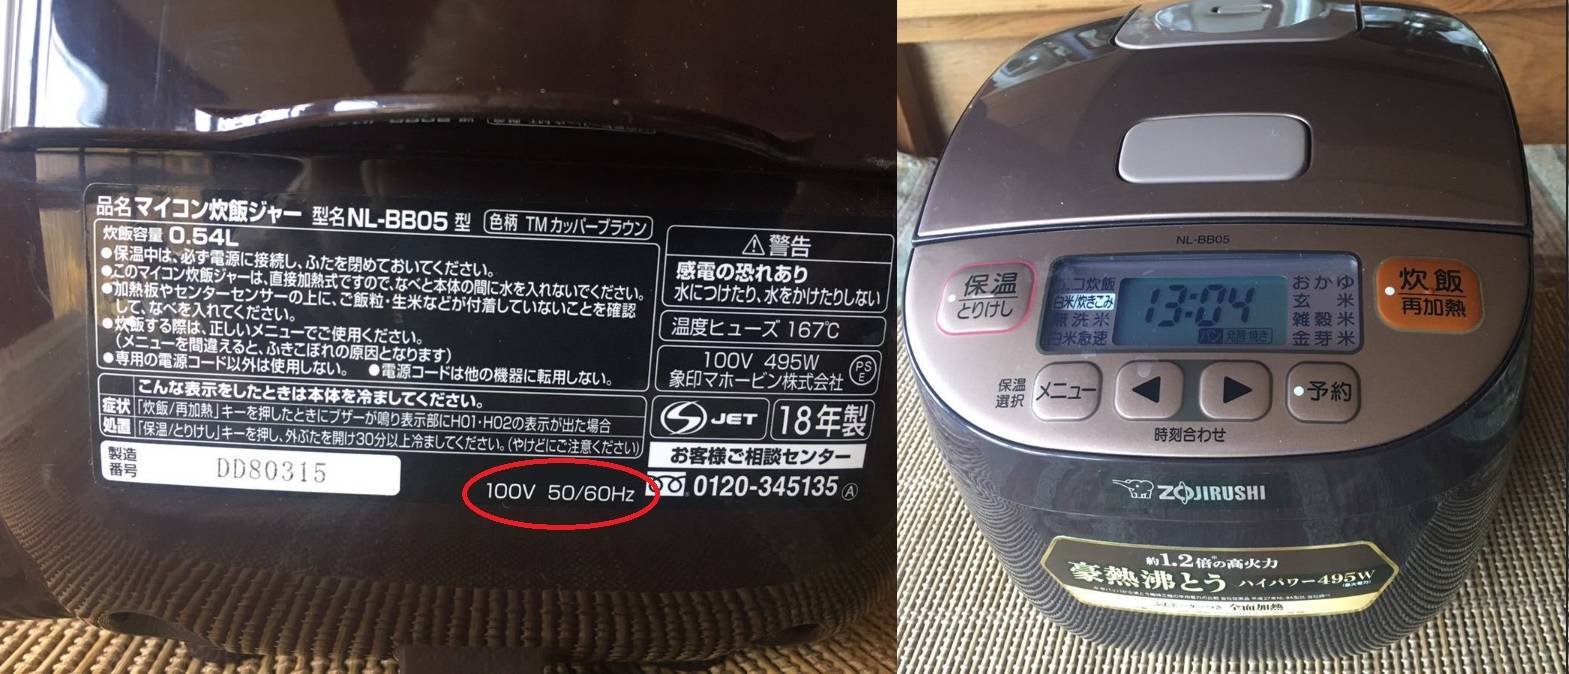 品名 マイコン炊飯ジャー 型名 NL-BB05 型 色柄 TMカッパーブラウン
炊飯容量 0.54L
●保温中は、必ず電源に接続し、ふたを閉めておいてください。
●このマイコン炊飯ジャーは、直接加熱式ですので、なべと本体の間に水を入れないでください。
●加熱板やセンターセンサーの上に、ご飯粒・生米などが付着していないことを確認
して、なべを入れてください。
●炊飯する際は、正しいメニューでご使用ください。
(メニューを間違えると、ふきこぼれの原因となります)
●専用の電源コード以外は使用しない。 ●電源コードは他の機器に転用しない。
こんな表示をしたときは本体を冷ましてください。
症状 「炊飯/再加熱」キーを押したときにブザーが鳴り表示部にH01・H02の表示が出た場合
処置 「保温/とりけし」キーを押し、外ぶたを開け30分以上冷ましてください。(やけどにご注意ください)
製造
番号
DD80315
100V 50/60Hz
⚠警告
感電の恐れあり
水につけたり、水をかけたりしない
温度ヒューズ 167℃
100V 495W
象印マホービン株式会社
PS
E
JET
18年製
お客様ご相談センター
0120-345135 Ⓐ
NL-BB05
保温
とりけし
白米/炊きこみ
無洗米
白米急速
13:04
パン 発酵 焼き
おかゆ
玄米
雑穀米
金芽米
炊飯
再加熱
保温
選択
メニュー
◀
▶
予約
時刻合わせ
ZOJIRUSHI
約1.2倍の高火力
豪熱沸とう ハイパワー495W
全面加熱